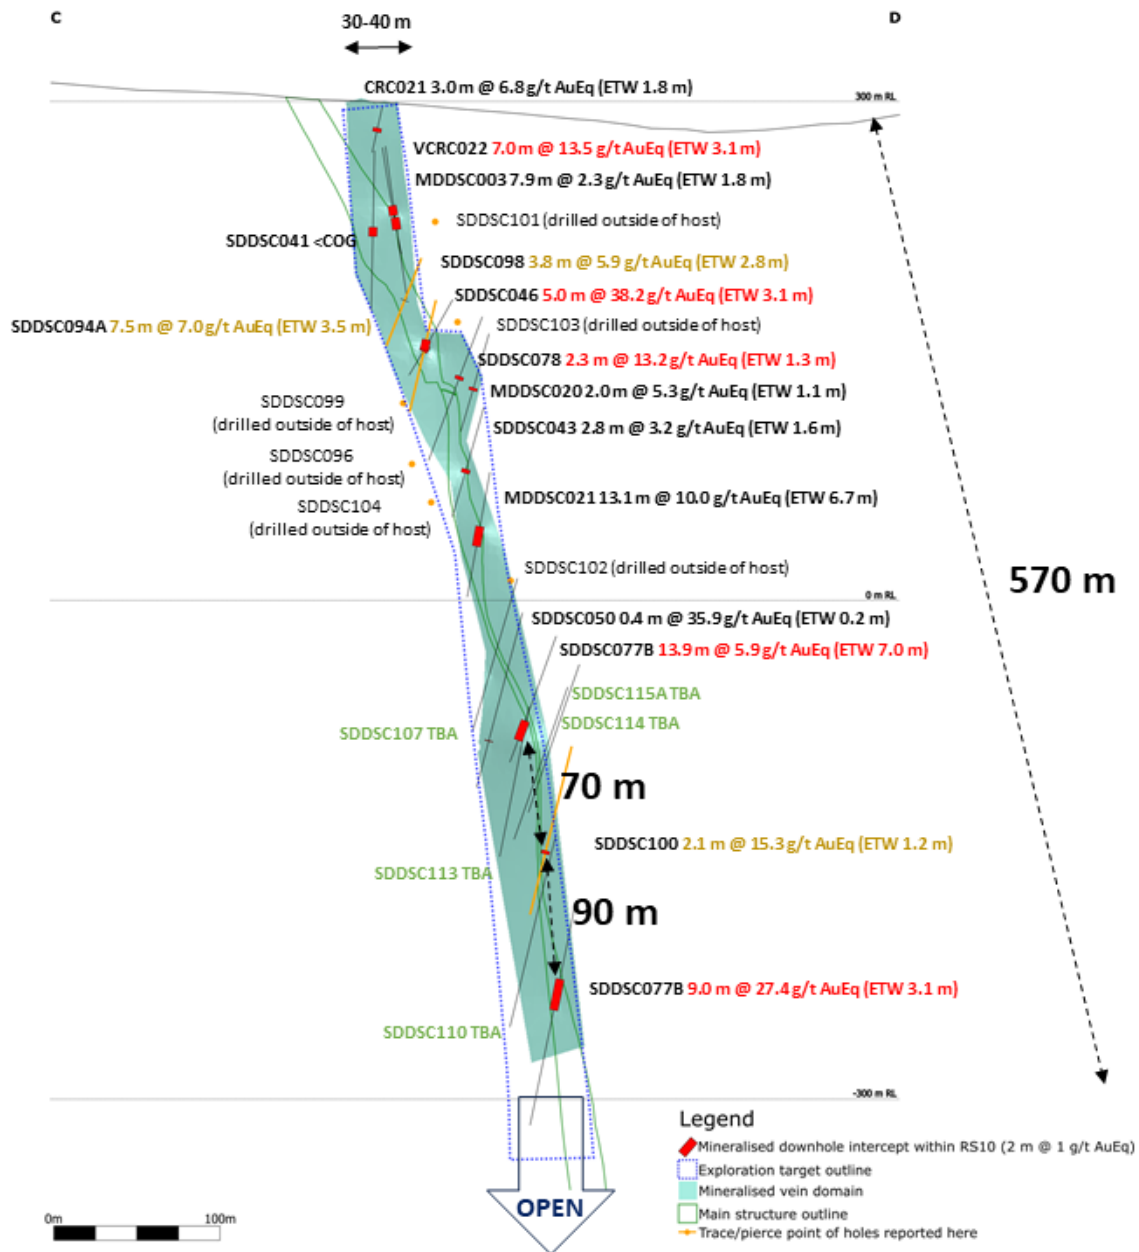 C
D
30-40 m
CRC021 3.0 m @ 6.8 g/t AuEq (ETW 1.8 m)
300 m RL
VCRC022 7.0 m @ 13.5 g/t AuEq (ETW 3.1 m)
MDDSC003 7.9 m @ 2.3 g/t AuEq (ETW 1.8 m)
SDDSC101 (drilled outside of host)
SDDSC041 <COG
SDDSC098 3.8 m @ 5.9 g/t AuEq (ETW 2.8 m)
SDDSC046 5.0 m @ 38.2 g/t AuEq (ETW 3.1 m)
SDDSC094A 7.5 m @ 7.0 g/t AuEq (ETW 3.5 m)
SDDSC103 (drilled outside of host)
SDDSC078 2.3 m @ 13.2 g/t AuEq (ETW 1.3 m)
MDDSC020 2.0 m @ 5.3 g/t AuEq (ETW 1.1 m)
SDDSC099
(drilled outside of host)
SDDSC043 2.8 m @ 3.2 g/t AuEq (ETW 1.6 m)
SDDSC096
(drilled outside of host)
MDDSC021 13.1 m @ 10.0 g/t AuEq (ETW 6.7 m)
SDDSC104
(drilled outside of host)
SDDSC102 (drilled outside of host)
570 m
0 m RL
SDDSC050 0.4 m @ 35.9 g/t AuEq (ETW 0.2 m)
SDDSC077B 13.9 m @ 5.9 g/t AuEq (ETW 7.0 m)
SDDSC115A TBA
SDDSC114 TBA
SDDSC107 TBA
70 m
SDDSC100 2.1 m @ 15.3 g/t AuEq (ETW 1.2 m)
SDDSC113 TBA
90 m
SDDSC077B 9.0 m @ 27.4 g/t AuEq (ETW 3.1 m)
SDDSC110 TBA
-300 m RL
Legend
Mineralised downhole intercept within RS10 (2 m @ 1 g/t AuEq)
Exploration target outline
Mineralised vein domain
Main structure outline
Trace/pierce point of holes reported here
OPEN
0m 100m